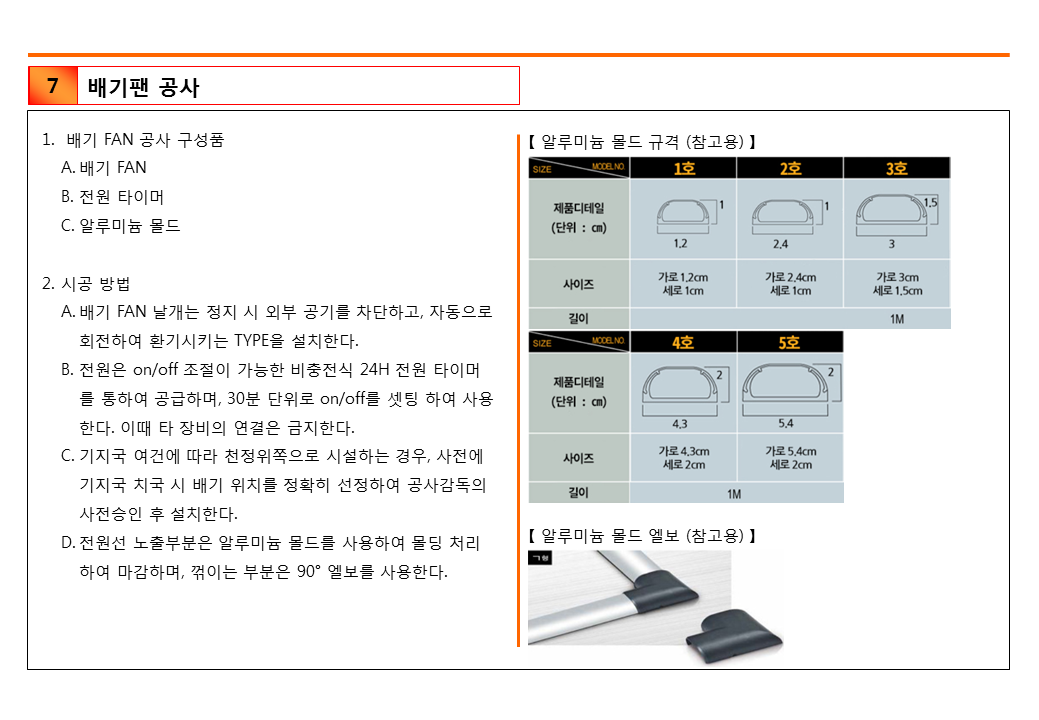 7 배기팬 공사
1. 배기 FAN 공사 구성품
A. 배기 FAN
B. 전원 타이머
C. 알루미늄 몰드
2. 시공 방법
A. 배기 FAN 날개는 정지 시 외부 공기를 차단하고, 자동으로
회전하여 환기시키는 TYPE을 설치한다.
B. 전원은 on/off 조절이 가능한 비충전식 24H 전원 타이머
를 통하여 공급하며, 30분 단위로 on/off를 셋팅 하여 사용
한다. 이때 타 장비의 연결은 금지한다.
C. 기지국 여건에 따라 천정위쪽으로 시설하는 경우, 사전에
기지국 치국 시 배기 위치를 정확히 선정하여 공사감독의
사전승인 후 설치한다.
D. 전원선 노출부분은 알루미늄 몰드를 사용하여 몰딩 처리
하여 마감하며, 꺾이는 부분은 90° 엘보를 사용한다.
【 알루미늄 몰드 규격 (참고용) 】
SIZE MODEL NO. 1호 2호 3호
제품디테일
(단위 : ㎝)
1 1 1.5
1.2 2.4 3
사이즈
가로1.2cm 가로2.4cm 가로3cm
세로1cm 세로1cm 세로1.5cm
길이 1M
SIZE MODEL NO. 4호 5호
제품디테일
(단위 : ㎝)
2 2
4.3 5.4
사이즈
가로4.3cm 가로5.4cm
세로2cm 세로2cm
길이 1M
【 알루미늄 몰드 엘보 (참고용) 】
ㄱ형